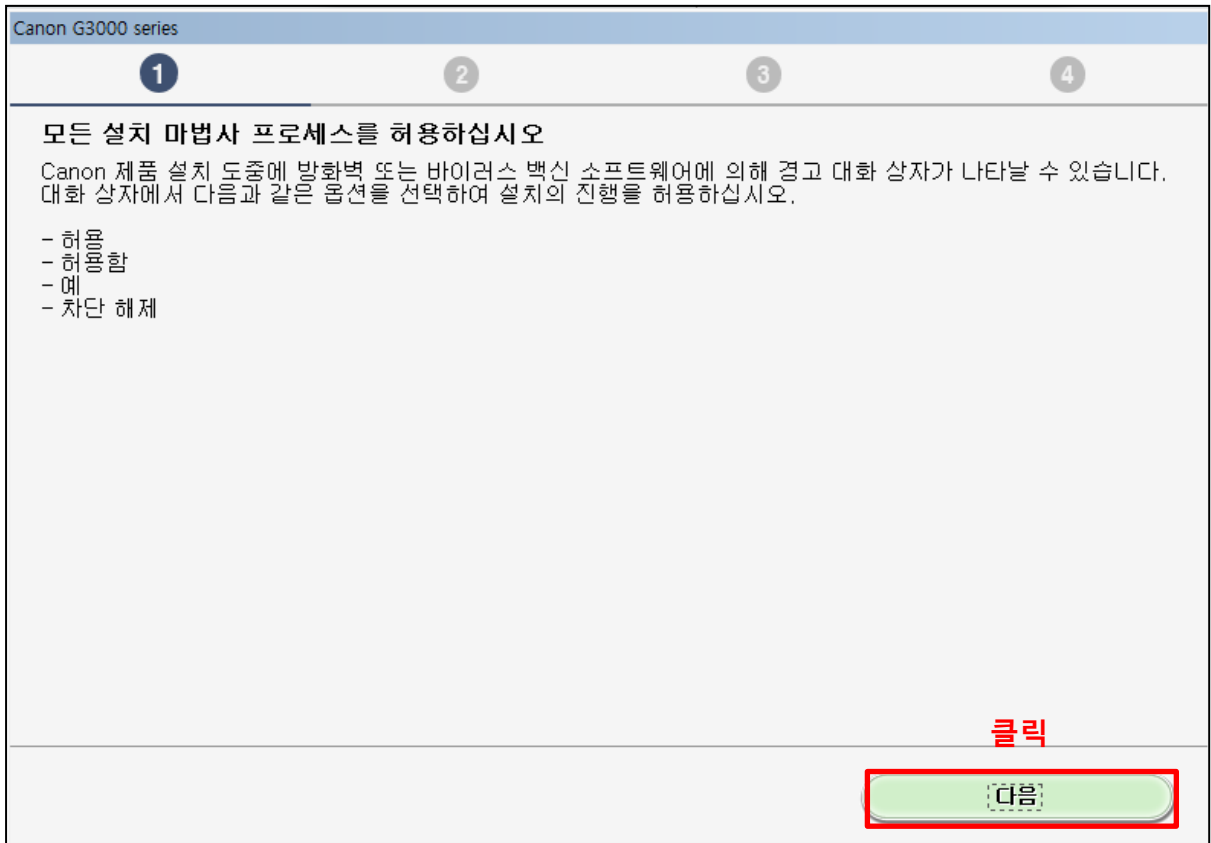 Canon G3000 series
1 2 3 4
모든 설치 마법사 프로세스를 허용하십시오
Canon 제품 설치 도중에 방화벽 또는 바이러스 백신 소프트웨어에 의해 경고 대화 상자가 나타날 수 있습니다.
대화 상자에서 다음과 같은 옵션을 선택하여 설치의 진행을 허용하십시오.
- 허용
- 허용함
- 예
- 차단 해제
클릭
다음